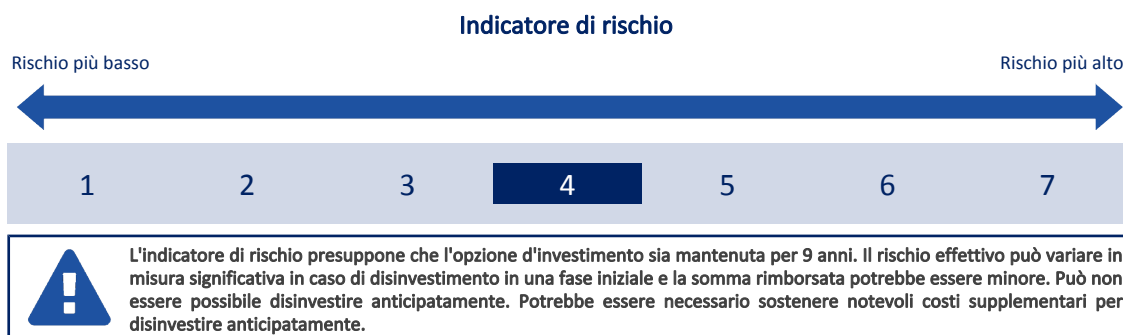 Indicatore di rischio
Rischio più basso
Rischio più alto
1 2 3 4 5 6 7
L'indicatore di rischio presuppone che l'opzione d'investimento sia mantenuta per 9 anni. Il rischio effettivo può variare in
misura significativa in caso di disinvestimento in una fase iniziale e la somma rimborsata potrebbe essere minore. Può non
essere possibile disinvestire anticipatamente. Potrebbe essere necessario sostenere notevoli costi supplementari per
disinvestire anticipatamente.